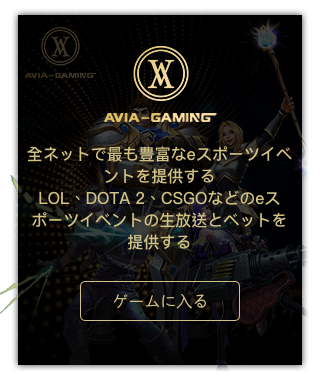 AVIA-GAMING
AVIA-GAMING
全ネットで最も豊富なeスポーツイベ
ントを提供する
LOL、DOTA 2、CSGOなどのeス
ポーツイベントの生放送とベットを
提供する
ゲームに入る